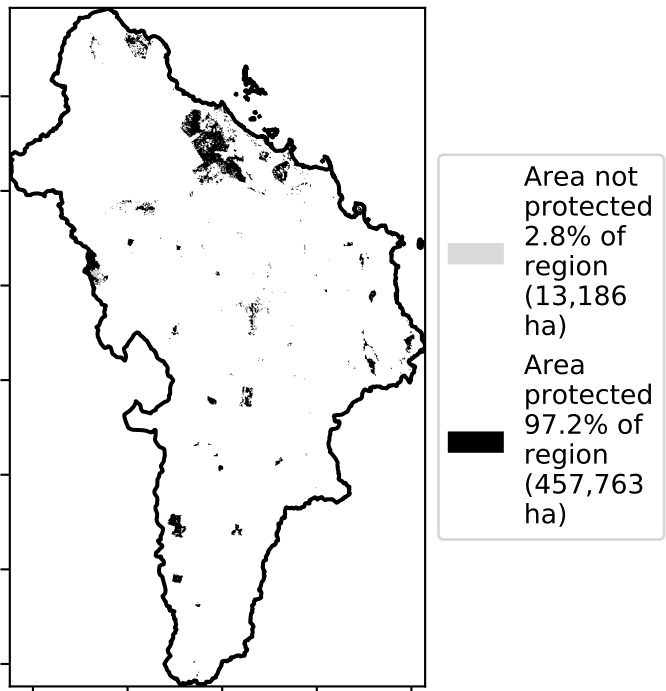 Area not
protected
2.8% of
region
(13,186
ha)
Area
protected
97.2% of
region
(457,763
ha)